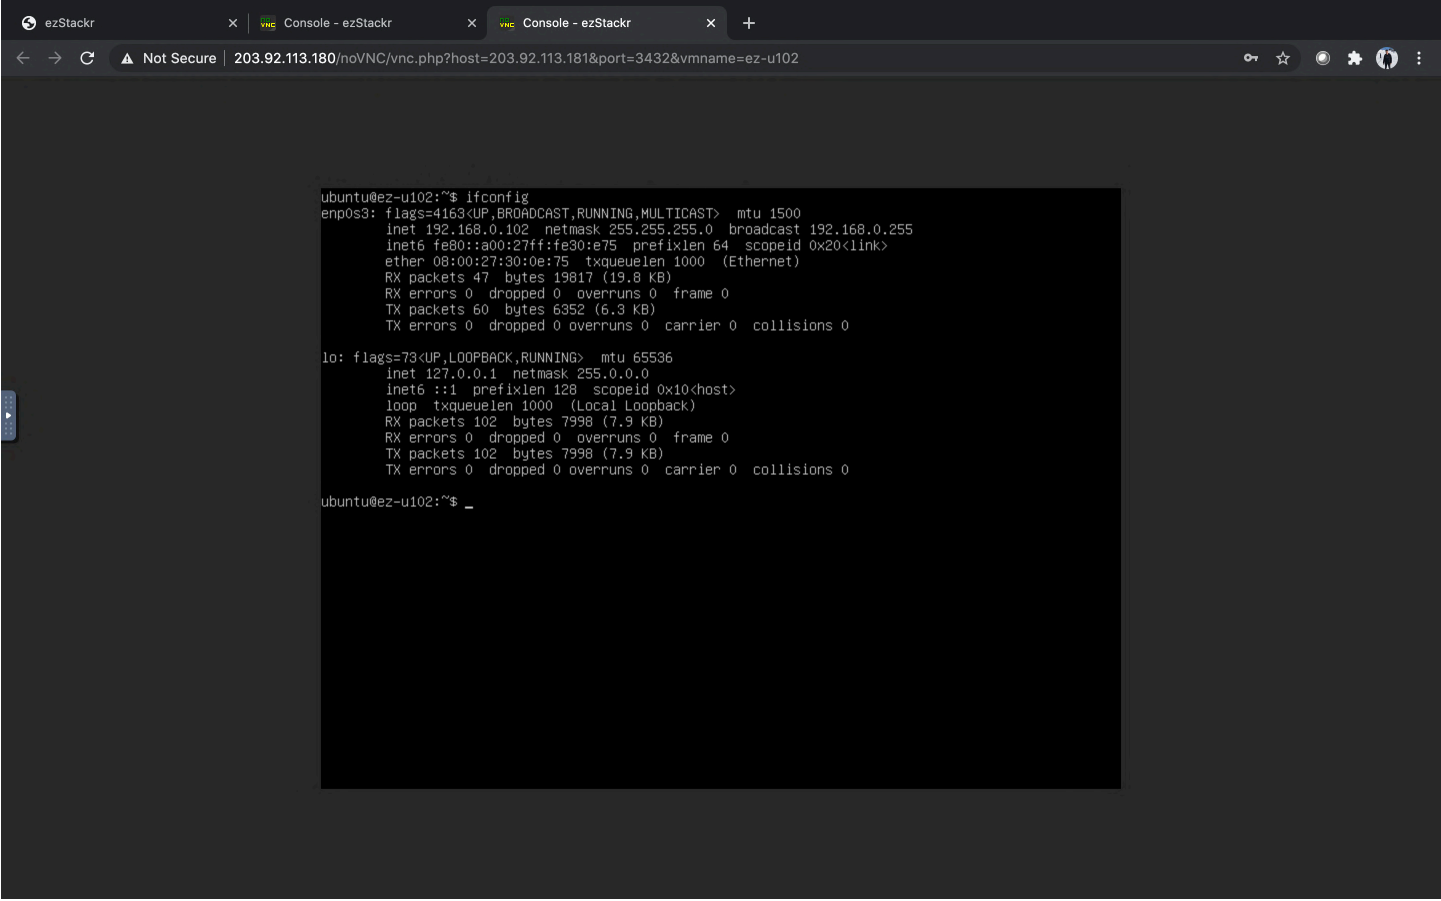 ezStackr
Console - ezStackr
Console - ezStackr
Not Secure 203.92.113.180/noVNC/vnc.php?host=203.92.113.181&port=3432&vmname=ez-u102
ubuntu@ez-u102:~$ ifconfig
enp0s3: flags=4163<UP,BROADCAST,RUNNING,MULTICAST>  mtu 1500
        inet 192.168.0.102  netmask 255.255.255.0  broadcast 192.168.0.255
        inet6 fe80::a00:27ff:fe30:e75  prefixlen 64  scopeid 0x20<link>
        ether 08:00:27:30:0e:75  txqueuelen 1000  (Ethernet)
        RX packets 47  bytes 19817 (19.8 KB)
        RX errors 0  dropped 0  overruns 0  frame 0
        TX packets 60  bytes 6352 (6.3 KB)
        TX errors 0  dropped 0 overruns 0  carrier 0  collisions 0
lo: flags=73<UP,LOOPBACK,RUNNING>  mtu 65536
        inet 127.0.0.1  netmask 255.0.0.0
        inet6 ::1  prefixlen 128  scopeid 0x10<host>
        loop  txqueuelen 1000  (Local Loopback)
        RX packets 102  bytes 7998 (7.9 KB)
        RX errors 0  dropped 0  overruns 0  frame 0
        TX packets 102  bytes 7998 (7.9 KB)
        TX errors 0  dropped 0 overruns 0  carrier 0  collisions 0
ubuntu@ez-u102:~$ _